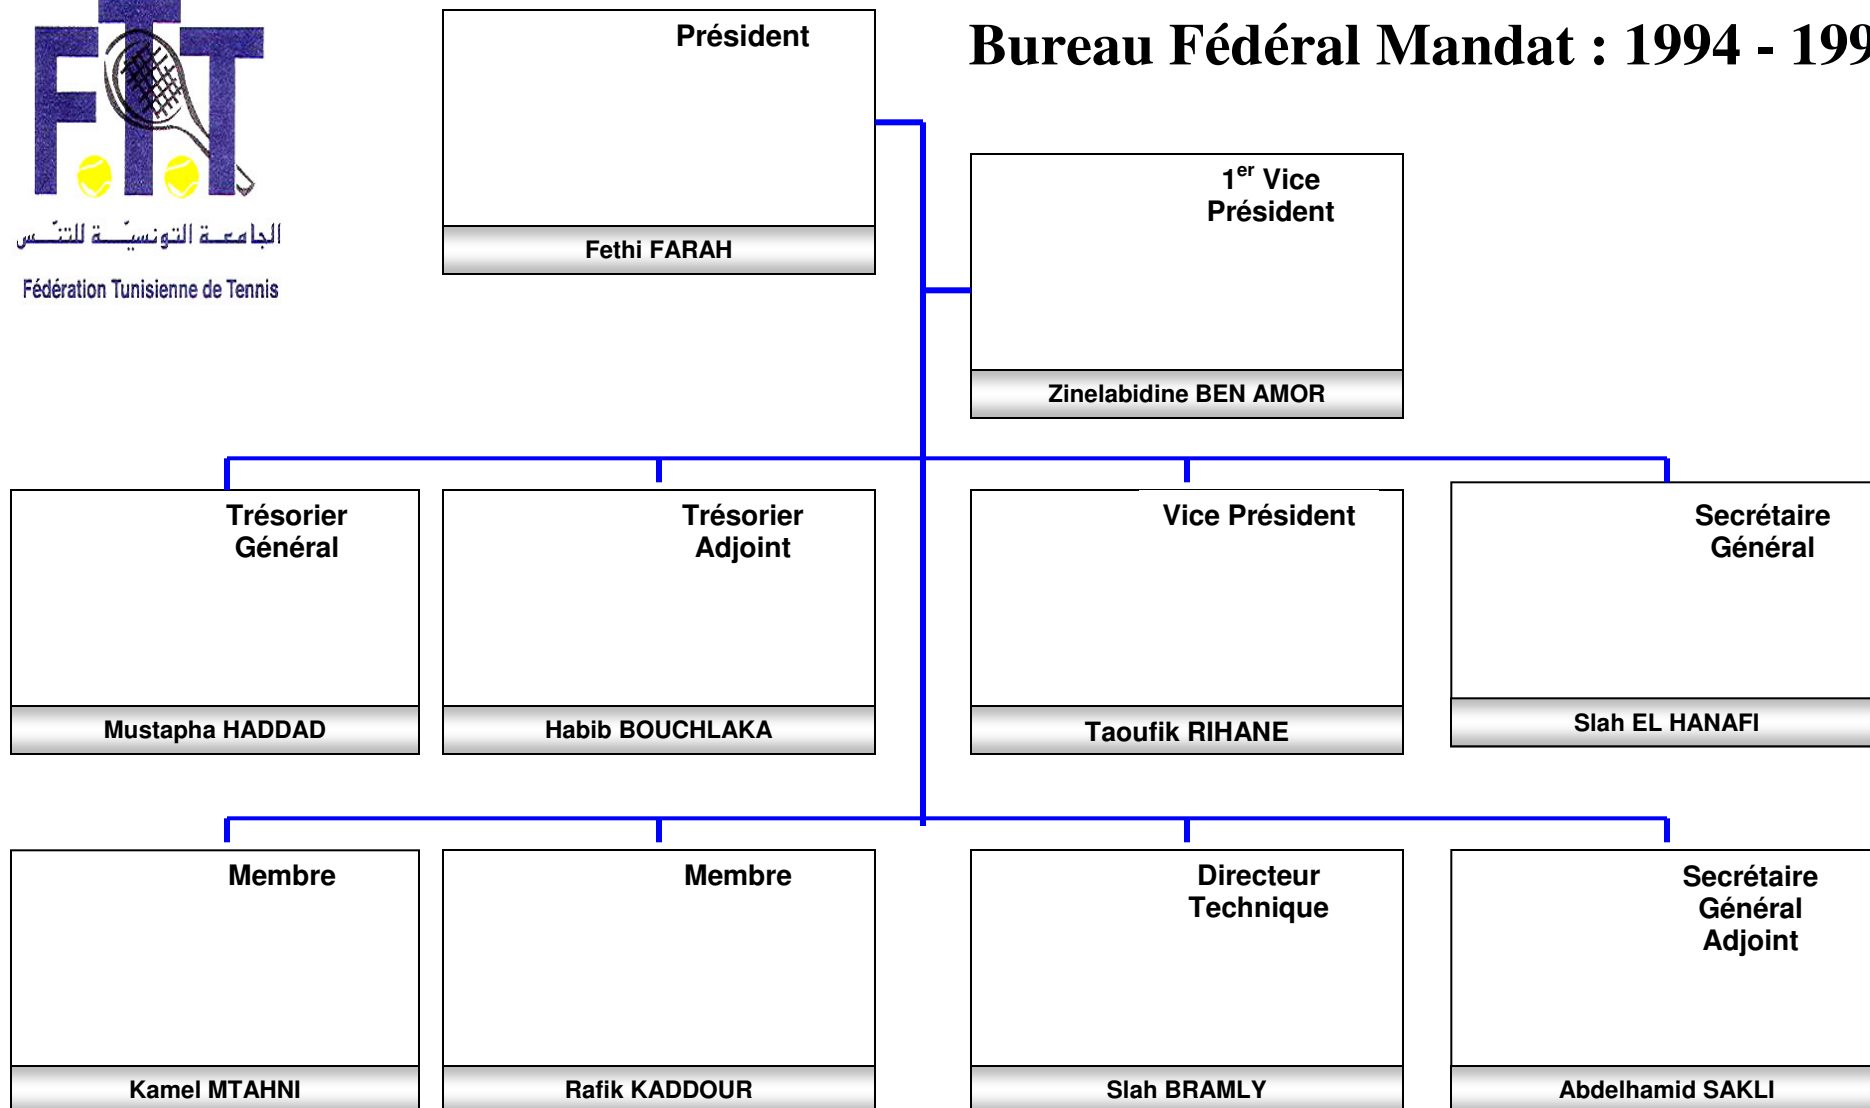 F.T.T
الجامعة التونسيّة للتنّس
Fédération Tunisienne de Tennis
Président
Fethi FARAH
Bureau Fédéral Mandat : 1994 - 199
1er Vice
Président
Zinelabidine BEN AMOR
Trésorier
Général
Mustapha HADDAD
Trésorier
Adjoint
Habib BOUCHLAKA
Vice Président
Taoufik RIHANE
Secrétaire
Général
Slah EL HANAFI
Membre
Kamel MTAHNI
Membre
Rafik KADDOUR
Directeur
Technique
Slah BRAMLY
Secrétaire
Général
Adjoint
Abdelhamid SAKLI